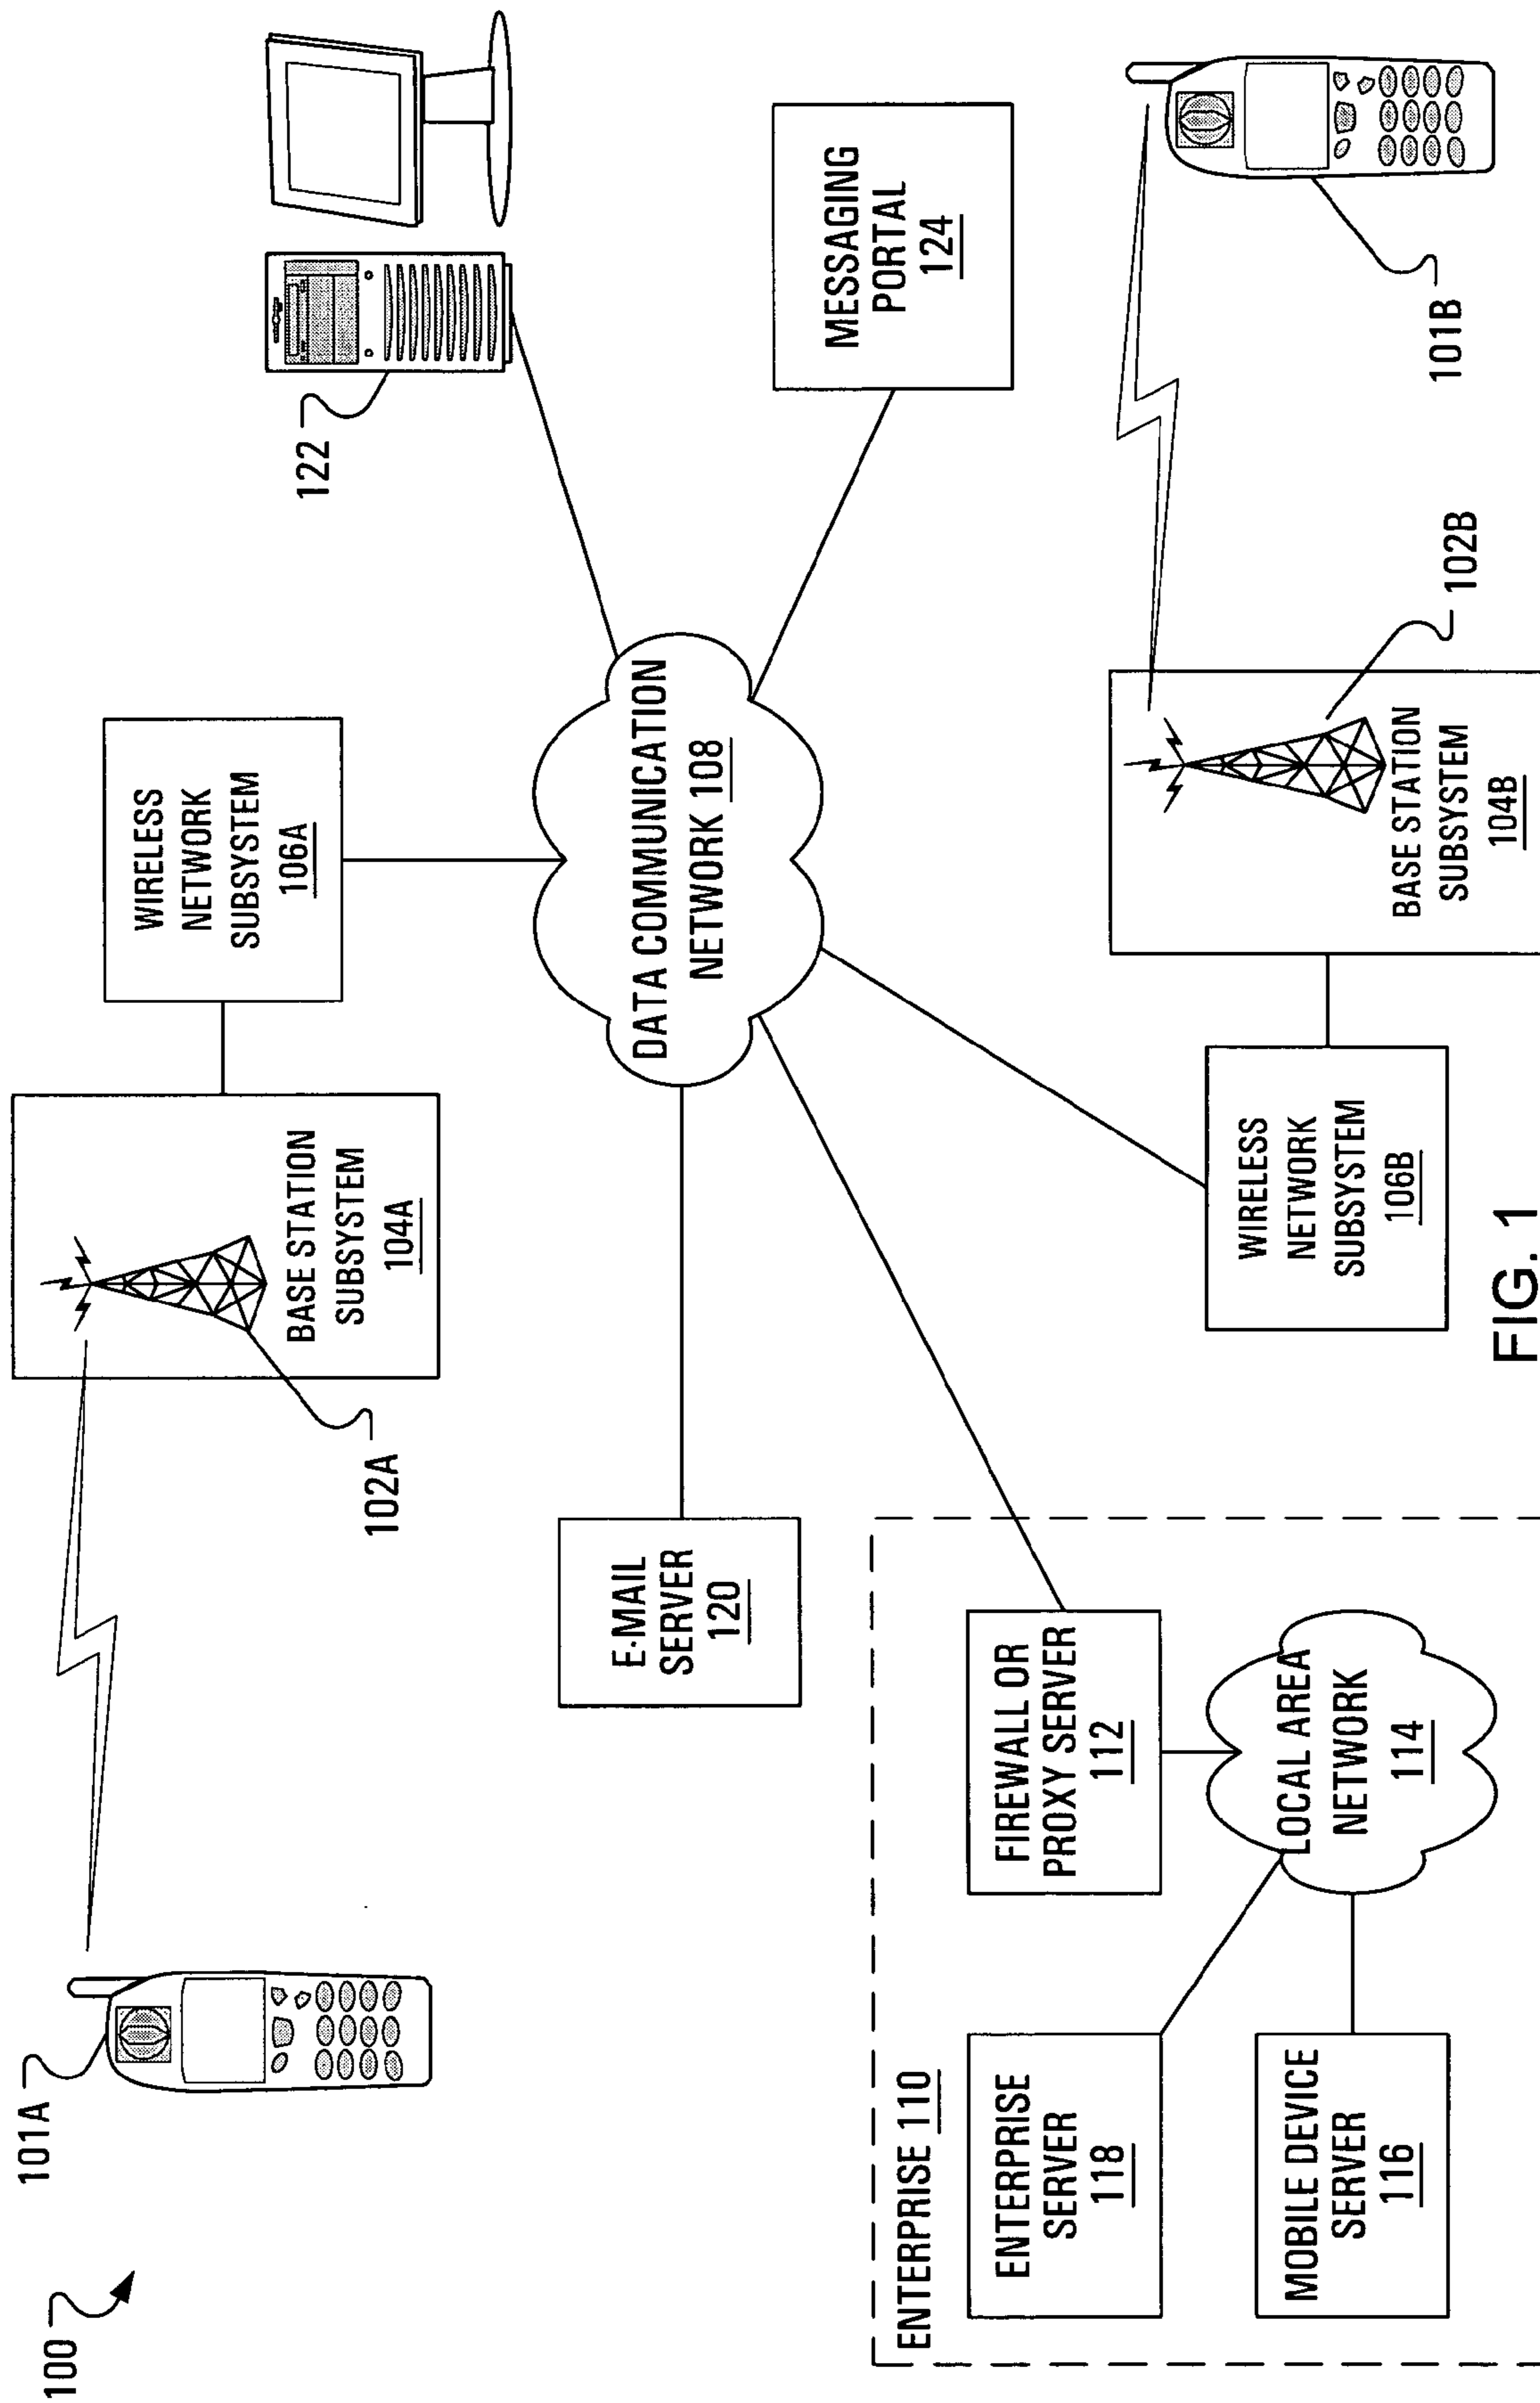 100
101A
102A
BASE STATION
SUBSYSTEM
104A
WIRELESS
NETWORK
SUBSYSTEM
106A
122
E-MAIL
SERVER
120
DATA COMMUNICATION
NETWORK 108
MESSAGING
PORTAL
124
ENTERPRISE 110
ENTERPRISE
SERVER
118
MOBILE DEVICE
SERVER
116
FIREWALL OR
PROXY SERVER
112
LOCAL AREA
NETWORK
114
WIRELESS
NETWORK
SUBSYSTEM
106B
BASE STATION
SUBSYSTEM
104B
102B
101B
FIG. 1